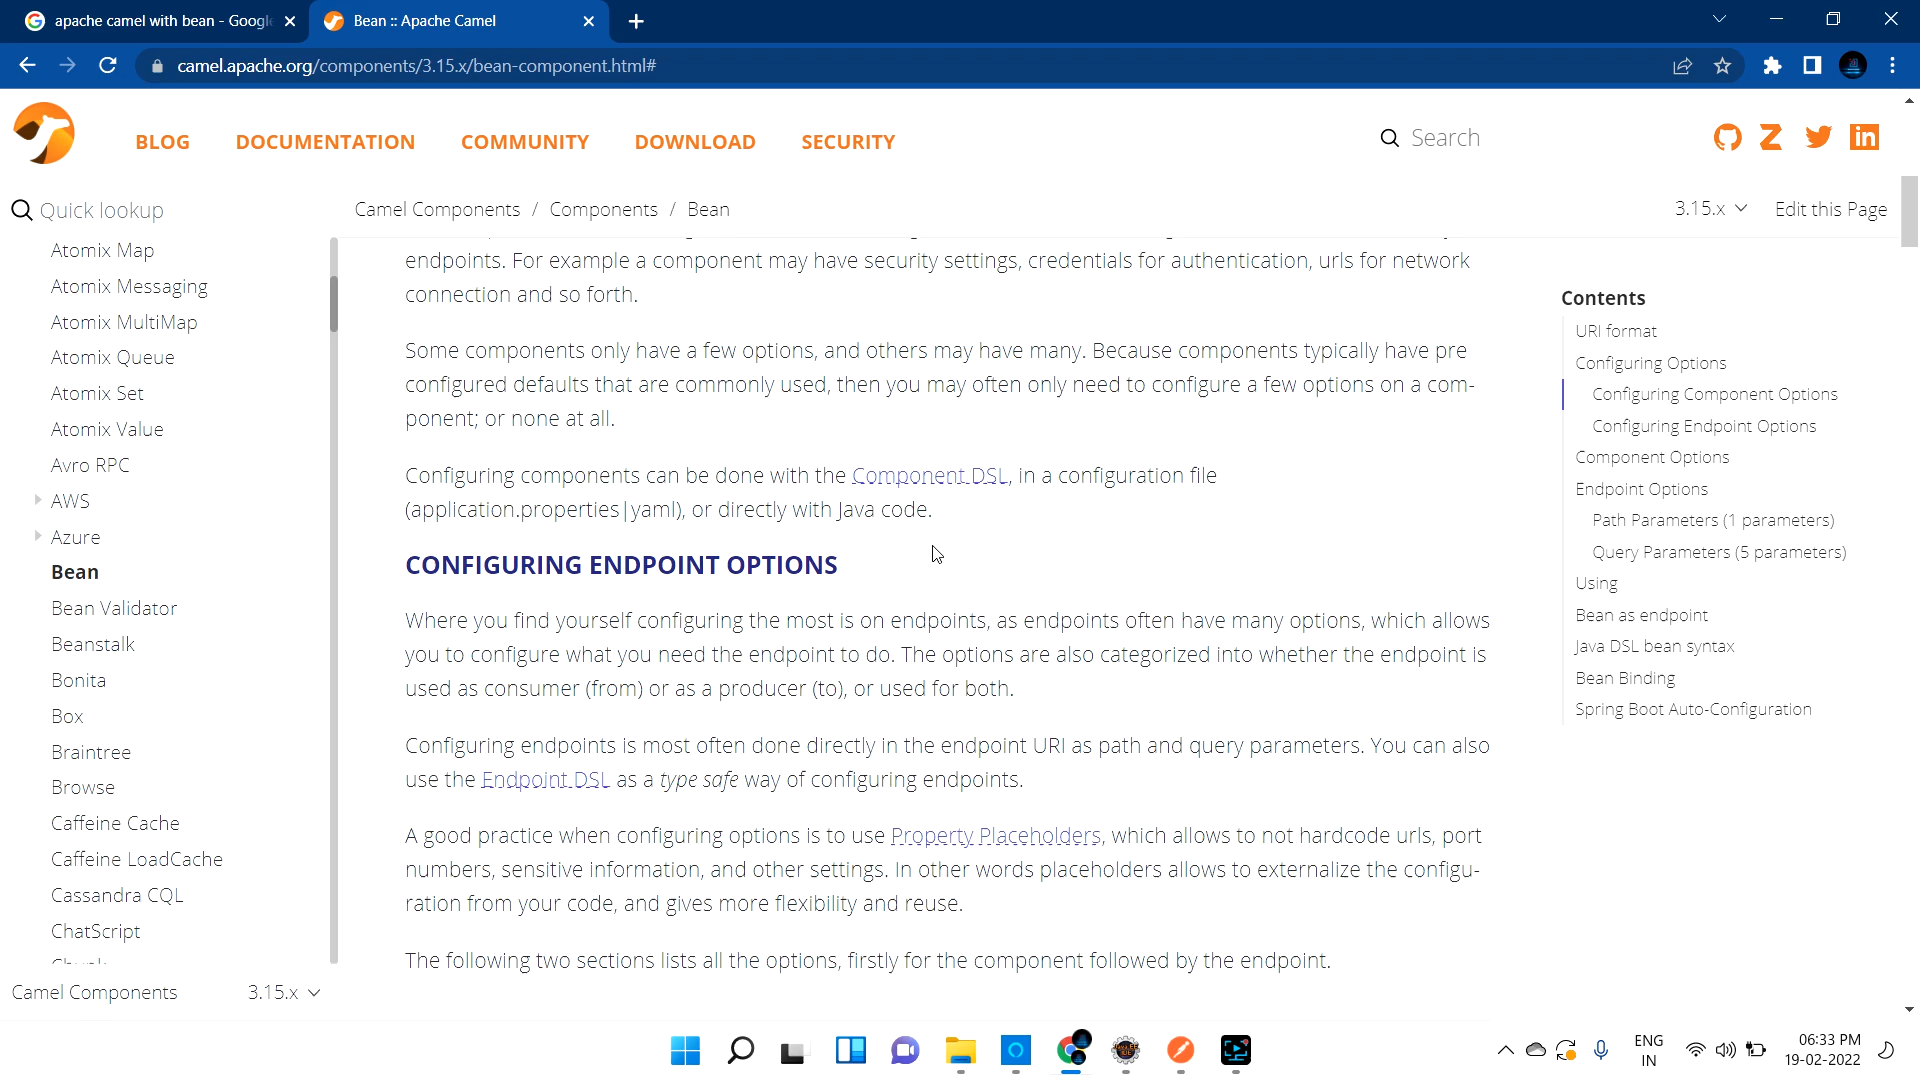 apache camel with bean - Googl
Bean :: Apache Camel
camel.apache.org/components/3.15.x/bean-component.html#
BLOG
DOCUMENTATION
COMMUNITY
DOWNLOAD
SECURITY
Search
Quick lookup
Camel Components / Components / Bean
3.15.x
Edit this Page
Atomix Map
Atomix Messaging
Atomix MultiMap
Atomix Queue
Atomix Set
Atomix Value
Avro RPC
AWS
Azure
Bean
Bean Validator
Beanstalk
Bonita
Box
Braintree
Browse
Caffeine Cache
Caffeine LoadCache
Cassandra CQL
ChatScript
Camel Components
3.15.x
endpoints. For example a component may have security settings, credentials for authentication, urls for network
connection and so forth.
Some components only have a few options, and others may have many. Because components typically have pre
configured defaults that are commonly used, then you may often only need to configure a few options on a com-
ponent; or none at all.
Configuring components can be done with the Component DSL, in a configuration file
(application.properties|yaml), or directly with Java code.
CONFIGURING ENDPOINT OPTIONS
Where you find yourself configuring the most is on endpoints, as endpoints often have many options, which allows
you to configure what you need the endpoint to do. The options are also categorized into whether the endpoint is
used as consumer (from) or as a producer (to), or used for both.
Configuring endpoints is most often done directly in the endpoint URI as path and query parameters. You can also
use the Endpoint DSL as a type safe way of configuring endpoints.
A good practice when configuring options is to use Property Placeholders, which allows to not hardcode urls, port
numbers, sensitive information, and other settings. In other words placeholders allows to externalize the configu-
ration from your code, and gives more flexibility and reuse.
The following two sections lists all the options, firstly for the component followed by the endpoint.
Contents
URI format
Configuring Options
Configuring Component Options
Configuring Endpoint Options
Component Options
Endpoint Options
Path Parameters (1 parameters)
Query Parameters (5 parameters)
Using
Bean as endpoint
Java DSL bean syntax
Bean Binding
Spring Boot Auto-Configuration
ENG
IN
06:33 PM
19-02-2022